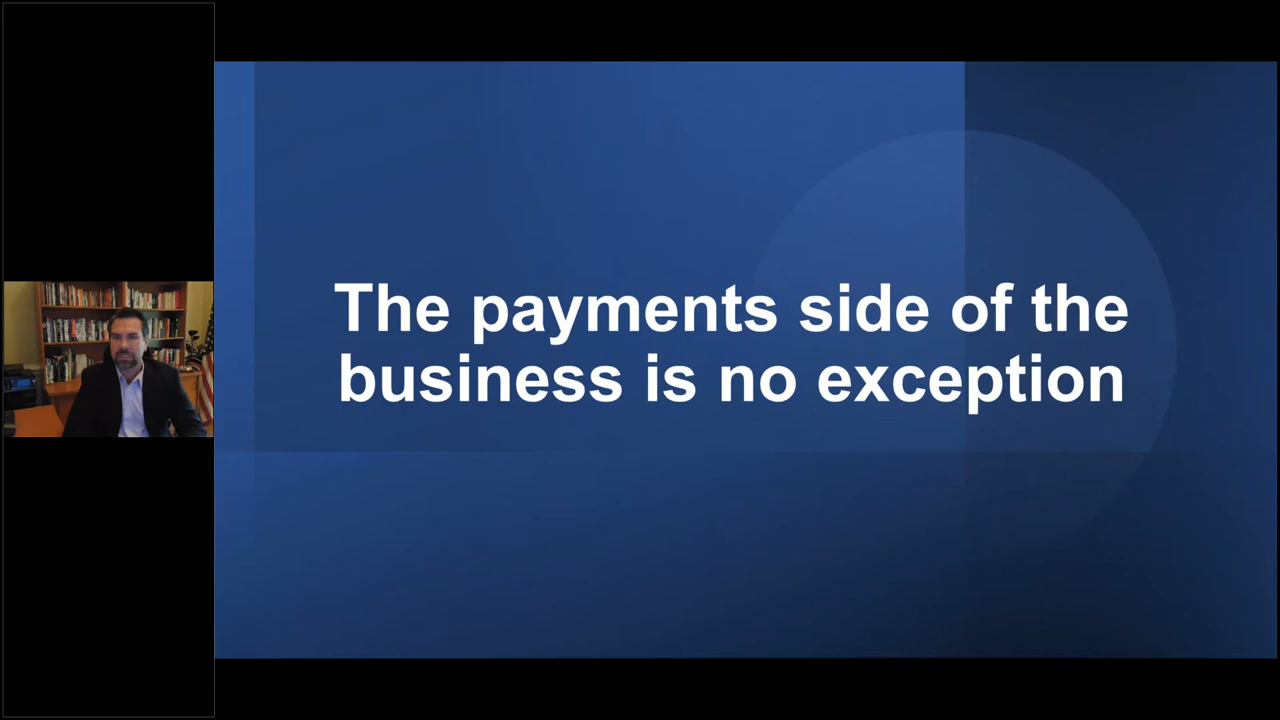 The payments side of the
business is no exception